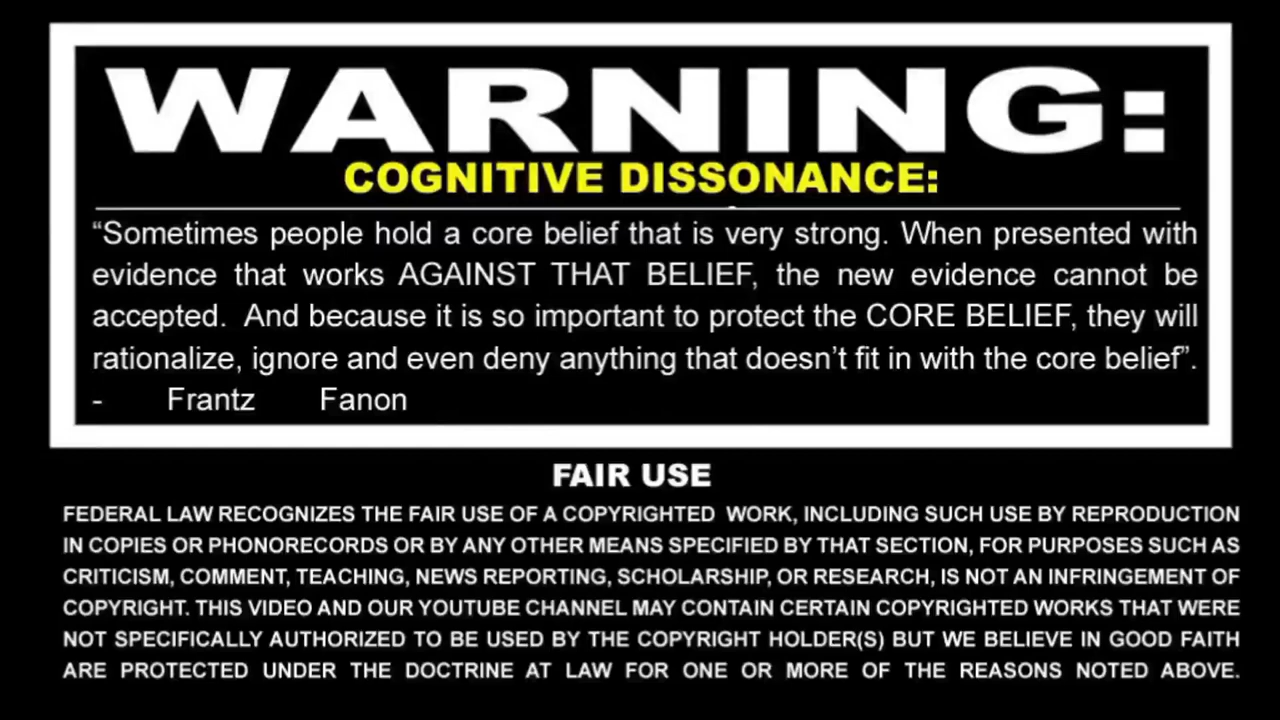 WARNING:
COGNITIVE DISSONANCE:
“Sometimes people hold a core belief that is very strong. When presented with
evidence that works AGAINST THAT BELIEF, the new evidence cannot be
accepted. And because it is so important to protect the CORE BELIEF, they will
rationalize, ignore and even deny anything that doesn’t fit in with the core belief”.
- Frantz Fanon
FAIR USE
FEDERAL LAW RECOGNIZES THE FAIR USE OF A COPYRIGHTED WORK, INCLUDING SUCH USE BY REPRODUCTION
IN COPIES OR PHONORECORDS OR BY ANY OTHER MEANS SPECIFIED BY THAT SECTION, FOR PURPOSES SUCH AS
CRITICISM, COMMENT, TEACHING, NEWS REPORTING, SCHOLARSHIP, OR RESEARCH, IS NOT AN INFRINGEMENT OF
COPYRIGHT. THIS VIDEO AND OUR YOUTUBE CHANNEL MAY CONTAIN CERTAIN COPYRIGHTED WORKS THAT WERE
NOT SPECIFICALLY AUTHORIZED TO BE USED BY THE COPYRIGHT HOLDER(S) BUT WE BELIEVE IN GOOD FAITH
ARE PROTECTED UNDER THE DOCTRINE AT LAW FOR ONE OR MORE OF THE REASONS NOTED ABOVE.